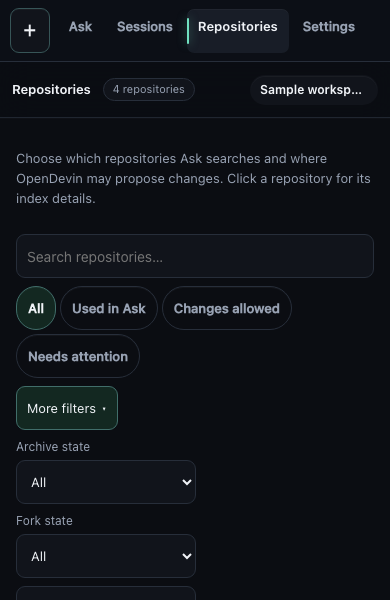 +
Ask
Sessions
Repositories
Settings
Repositories
4 repositories
Sample worksp...
Choose which repositories Ask searches and where
OpenDevin may propose changes. Click a repository for its
index details.
Search repositories...
All
Used in Ask
Changes allowed
Needs attention
More filters
Archive state
All
Fork state
All